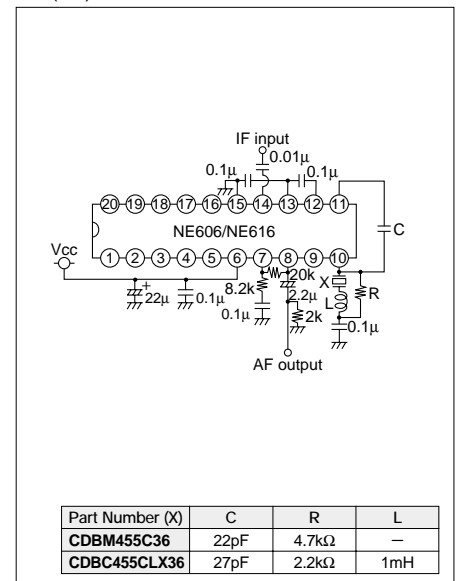 IF input
0.01μ
0.1μ 0.1μ
20 19 18 17 16 15 14 13 12 11
NE606/NE616
C
Vcc
1 2 3 4 5 6 7 8 9 10
+
22μ 0.1μ 8.2k 20k 2.2μ X R
L
0.1μ 2k 0.1μ
AF output
Part Number (X) C R L
CDBM455C36 22pF 4.7kΩ −
CDBC455CLX36 27pF 2.2kΩ 1mH